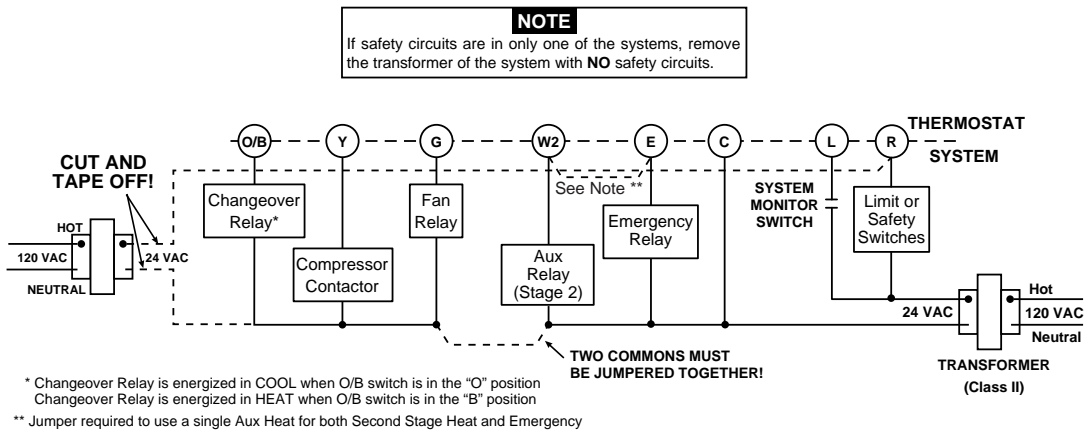 NOTE
If safety circuits are in only one of the systems, remove
the transformer of the system with NO safety circuits.
O/B
Y
G
W2
E
C
L
R
THERMOSTAT
SYSTEM
CUT AND
TAPE OFF!
See Note **
SYSTEM
MONITOR
SWITCH
Changeover
Relay*
Fan
Relay
Limit or
Safety
Switches
Emergency
Relay
HOT
120 VAC
24 VAC
NEUTRAL
Compressor
Contactor
Aux
Relay
(Stage 2)
Hot
24 VAC
120 VAC
Neutral
TWO COMMONS MUST
BE JUMPERED TOGETHER!
TRANSFORMER
(Class II)
* Changeover Relay is energized in COOL when O/B switch is in the “O” position
Changeover Relay is energized in HEAT when O/B switch is in the “B” position
** Jumper required to use a single Aux Heat for both Second Stage Heat and Emergency